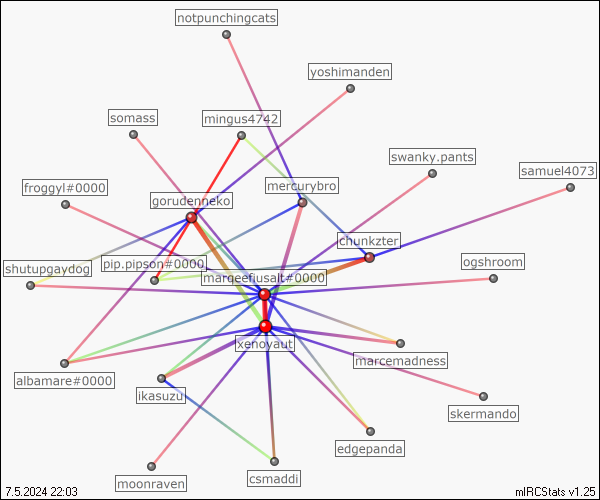 notpunchingcats
yoshimanden
somass
mingus4742
swanky.pants
samuel4073
froggyl#0000
gorudenneko
mercurybro
chunkzter
shutupgaydog
pip.pipson#0000
marqeefiusalt#0000
ogshroom
xenoyaut
marcemadness
albamare#0000
ikasuzu
skermando
edgepanda
moonraven
csmaddi
7.5.2024 22:03
mIRCStats v1.25